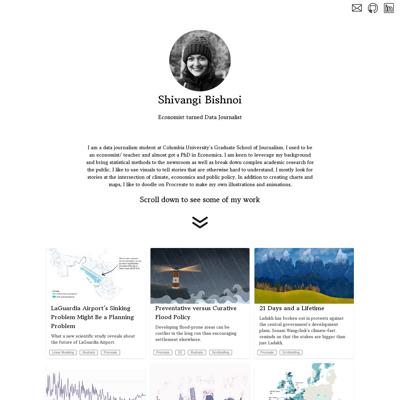 Shivangi Bishnoi
Economist turned Data Journalist
I am a data journalism student at Columbia University's Graduate School of Journalism. I used to be
an economist/ teacher and almost got a PhD in Economics. I am keen to leverage my background
and bring statistical methods to the newsroom as well as break down complex academic research for
the public. I like to use visuals to tell stories that are otherwise hard to understand. I mostly look for
stories at the intersection of climate, economics and public policy. In addition to creating charts and
maps, I like to doodle on Procreate to make my own illustrations and animations.
Scroll down to see some of my work
LaGuardia Airport's Sinking
Problem Might Be a Planning
Problem
What a new scientific study reveals about
the future of LaGuardia Airport.
Linear Modeling
Illustrator
Procreate
Preventative versus Curative
Flood Policy
Developing flood-prone areas can be
costlier in the long run than encouraging
settlement elsewhere.
Procreate
D3
Illustrator
Scrollytelling
21 Days and a Lifetime
Ladakh has broken out in protests against
the central government's development
plans. Sonam Wangchuk's climate-fast
reminds us that the stakes are bigger than
just Ladakh.
Procreate
Scrollytelling